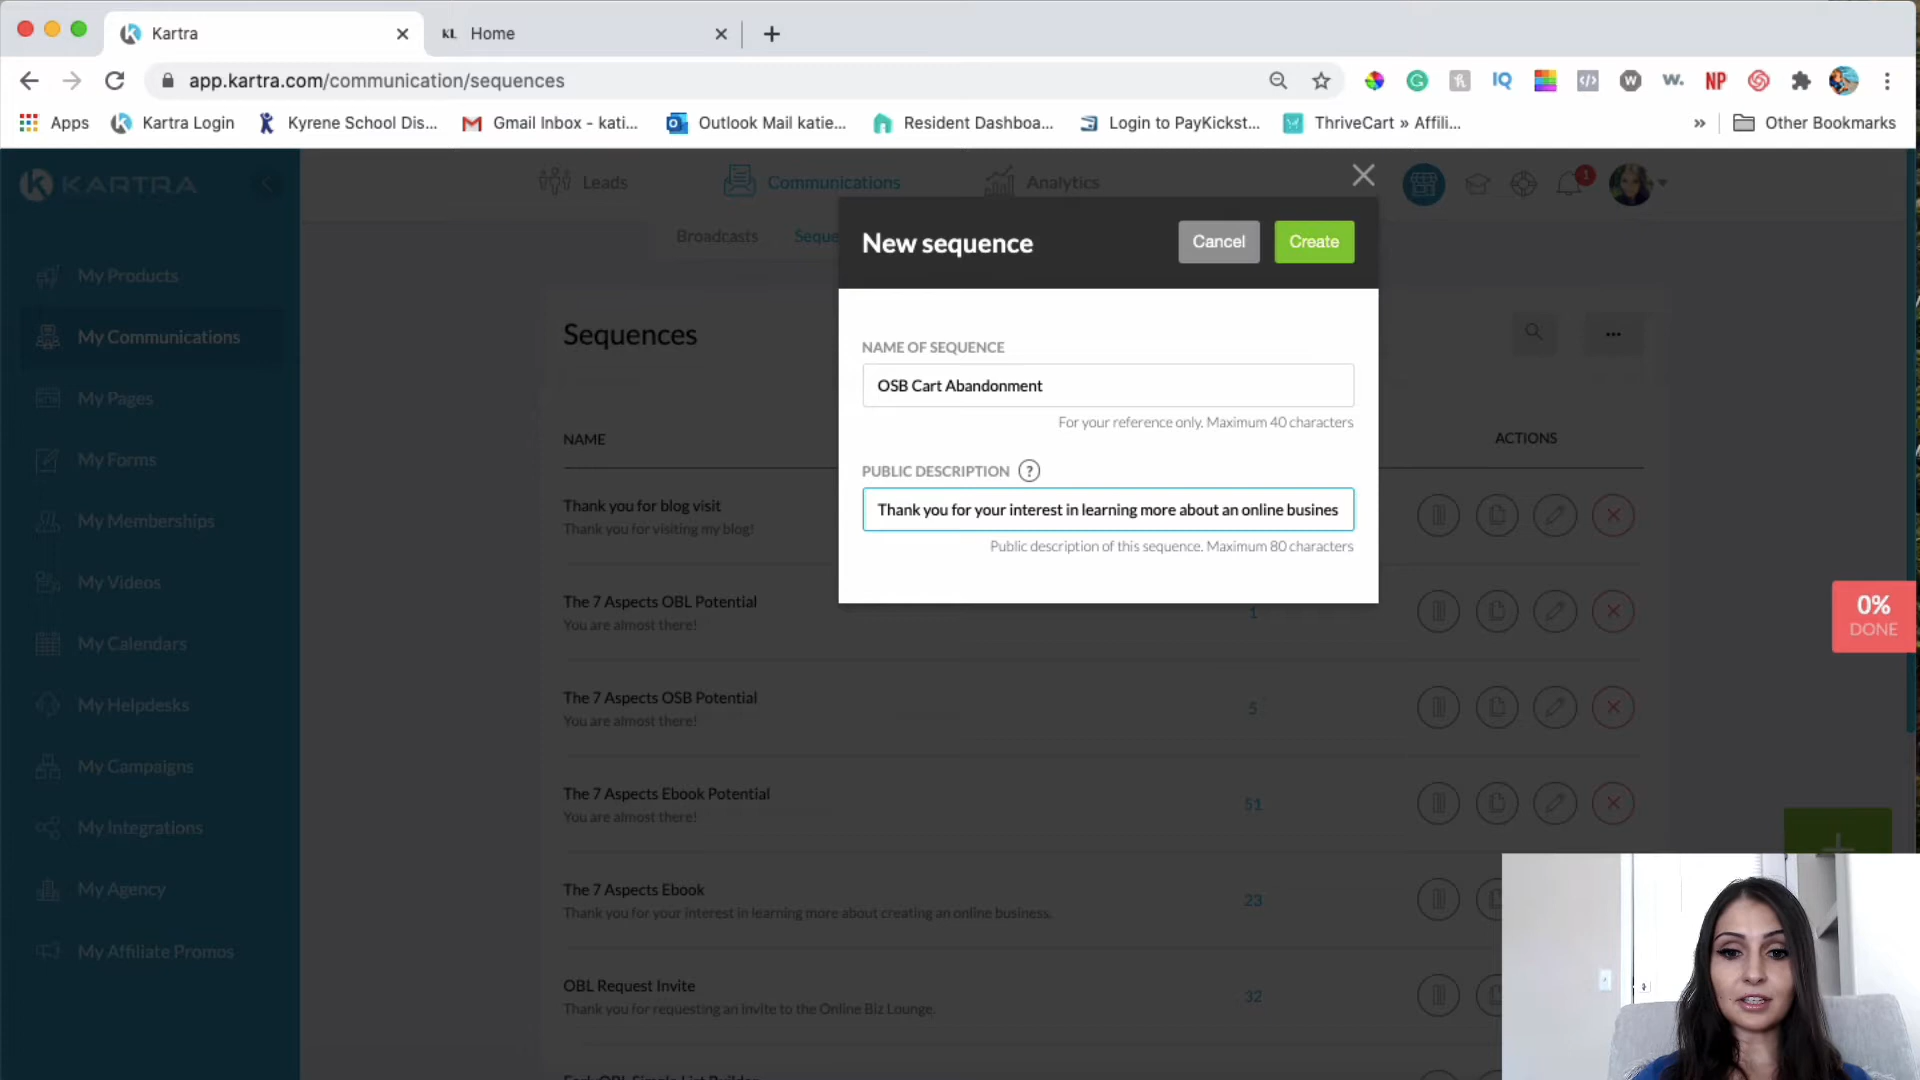 Kartra
KL Home
app.kartra.com/communication/sequences
IQ W w. NP
Apps Kartra Login Kyrene School Dis... Gmail Inbox - kati... Outlook Mail katie... Resident Dashboa... Login to PayKickst... ThriveCart » Affili... » Other Bookmarks
KARTRA
Leads Communications Analytics 1
Broadcasts Seque
My Products
My Communications
My Pages
My Forms
My Memberships
My Videos
My Calendars
My Helpdesks
My Campaigns
My Integrations
My Agency
My Affiliate Promos
New sequence
Cancel
Create
NAME OF SEQUENCE
OSB Cart Abandonment
For your reference only. Maximum 40 characters
PUBLIC DESCRIPTION ?
Thank you for your interest in learning more about an online busines
Public description of this sequence. Maximum 80 characters
Sequences
NAME ACTIONS
Thank you for blog visit
Thank you for visiting my blog!
The 7 Aspects OBL Potential
You are almost there!
1
The 7 Aspects OSB Potential
You are almost there!
5
The 7 Aspects Ebook Potential
You are almost there!
51
The 7 Aspects Ebook
Thank you for your interest in learning more about creating an online business.
23
OBL Request Invite
Thank you for requesting an invite to the Online Biz Lounge.
32
0%
DONE